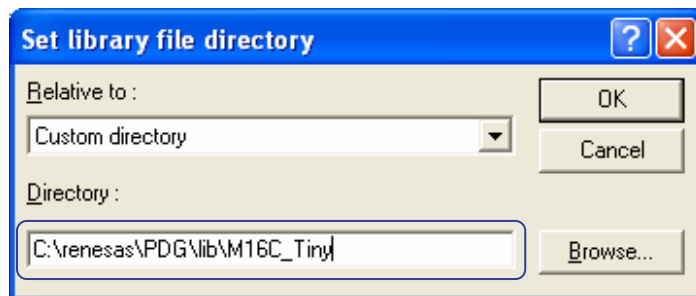 Set library file directory
Relative to :
OK
Custom directory
Cancel
Directory :
C:\renesas\PDG\lib\M16C_Tiny
Browse...